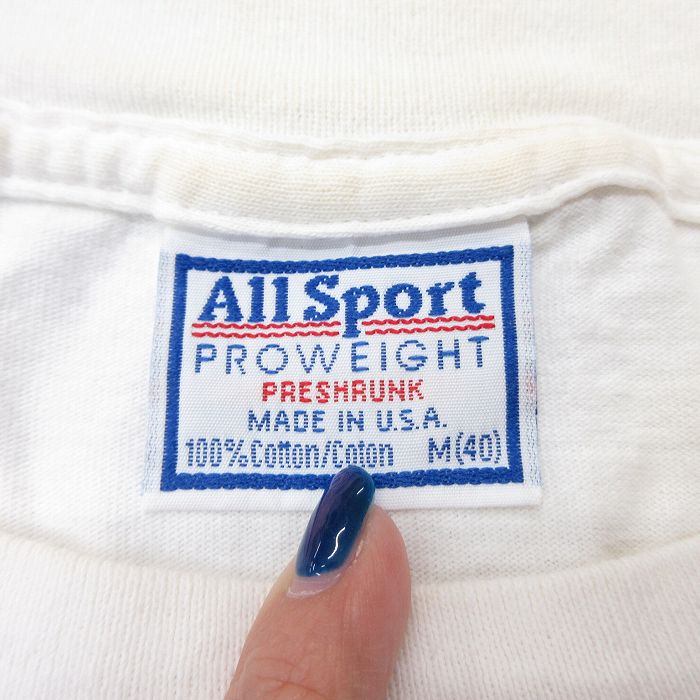 All Sport
PROWEIGHT
PRESHRUNK
MADE IN U.S.A.
100% Cotton/Coton M(40)